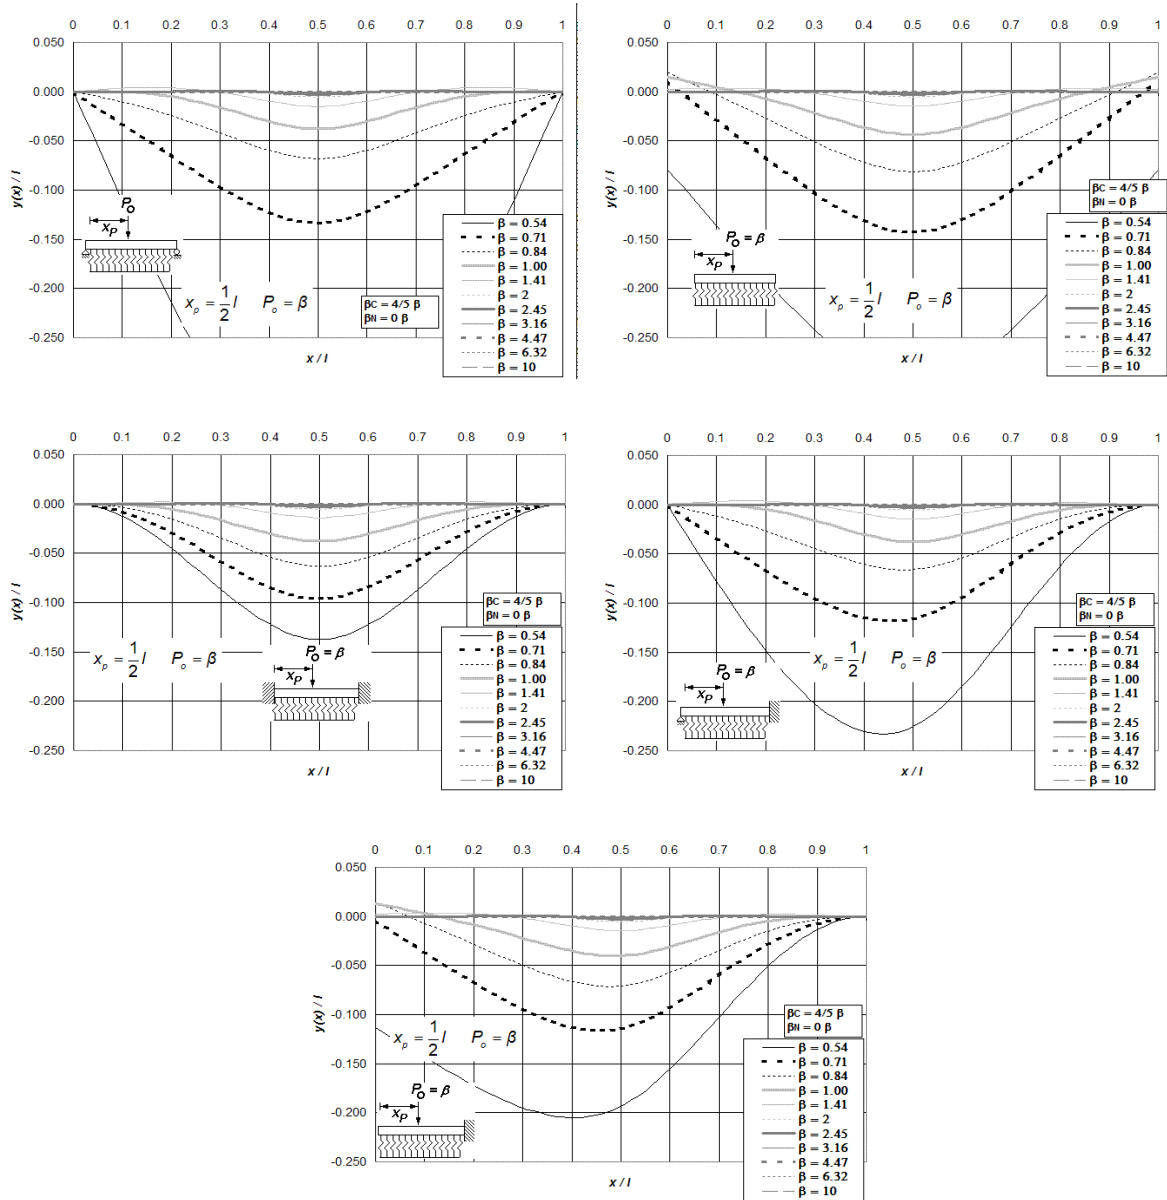 0 0.1 0.2 0.3 0.4 0.5 0.6 0.7 0.8 0.9 1
0.050
0.000
-0.050
-0.100
-0.150
-0.200
-0.250
y(x) / l
x / l
Po
xP
x_p = 1/2 l P_o = β
βC = 4/5 β
βN = 0 β
β = 0.54
β = 0.71
β = 0.84
β = 1.00
β = 1.41
β = 2
β = 2.45
β = 3.16
β = 4.47
β = 6.32
β = 10
0 0.1 0.2 0.3 0.4 0.5 0.6 0.7 0.8 0.9 1
0.050
0.000
-0.050
-0.100
-0.150
-0.200
-0.250
y(x) / l
x / l
Po = β
xP
x_p = 1/2 l P_o = β
βC = 4/5 β
βN = 0 β
β = 0.54
β = 0.71
β = 0.84
β = 1.00
β = 1.41
β = 2
β = 2.45
β = 3.16
β = 4.47
β = 6.32
β = 10
0 0.1 0.2 0.3 0.4 0.5 0.6 0.7 0.8 0.9 1
0.050
0.000
-0.050
-0.100
-0.150
-0.200
-0.250
y(x) / l
x / l
x_p = 1/2 l P_o = β
Po = β
xP
βC = 4/5 β
βN = 0 β
β = 0.54
β = 0.71
β = 0.84
β = 1.00
β = 1.41
β = 2
β = 2.45
β = 3.16
β = 4.47
β = 6.32
β = 10
0 0.1 0.2 0.3 0.4 0.5 0.6 0.7 0.8 0.9 1
0.050
0.000
-0.050
-0.100
-0.150
-0.200
-0.250
y(x) / l
x / l
x_p = 1/2 l P_o = β
Po = β
xP
βC = 4/5 β
βN = 0 β
β = 0.54
β = 0.71
β = 0.84
β = 1.00
β = 1.41
β = 2
β = 2.45
β = 3.16
β = 4.47
β = 6.32
β = 10
0 0.1 0.2 0.3 0.4 0.5 0.6 0.7 0.8 0.9 1
0.050
0.000
-0.050
-0.100
-0.150
-0.200
-0.250
y(x) / l
x / l
x_p = 1/2 l P_o = β
Po = β
xP
βC = 4/5 β
βN = 0 β
β = 0.54
β = 0.71
β = 0.84
β = 1.00
β = 1.41
β = 2
β = 2.45
β = 3.16
β = 4.47
β = 6.32
β = 10